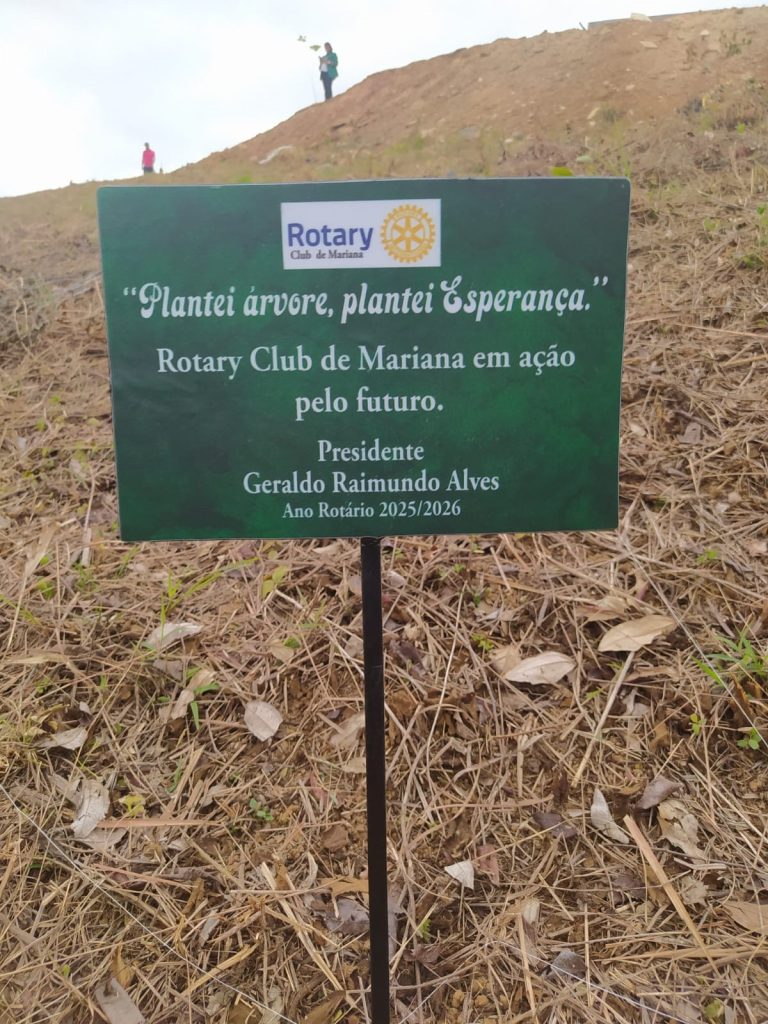 Rotary
Club de Mariana
“Plantei árvore, plantei Esperança.”
Rotary Club de Mariana em ação
pelo futuro.
Presidente
Geraldo Raimundo Alves
Ano Rotário 2025/2026